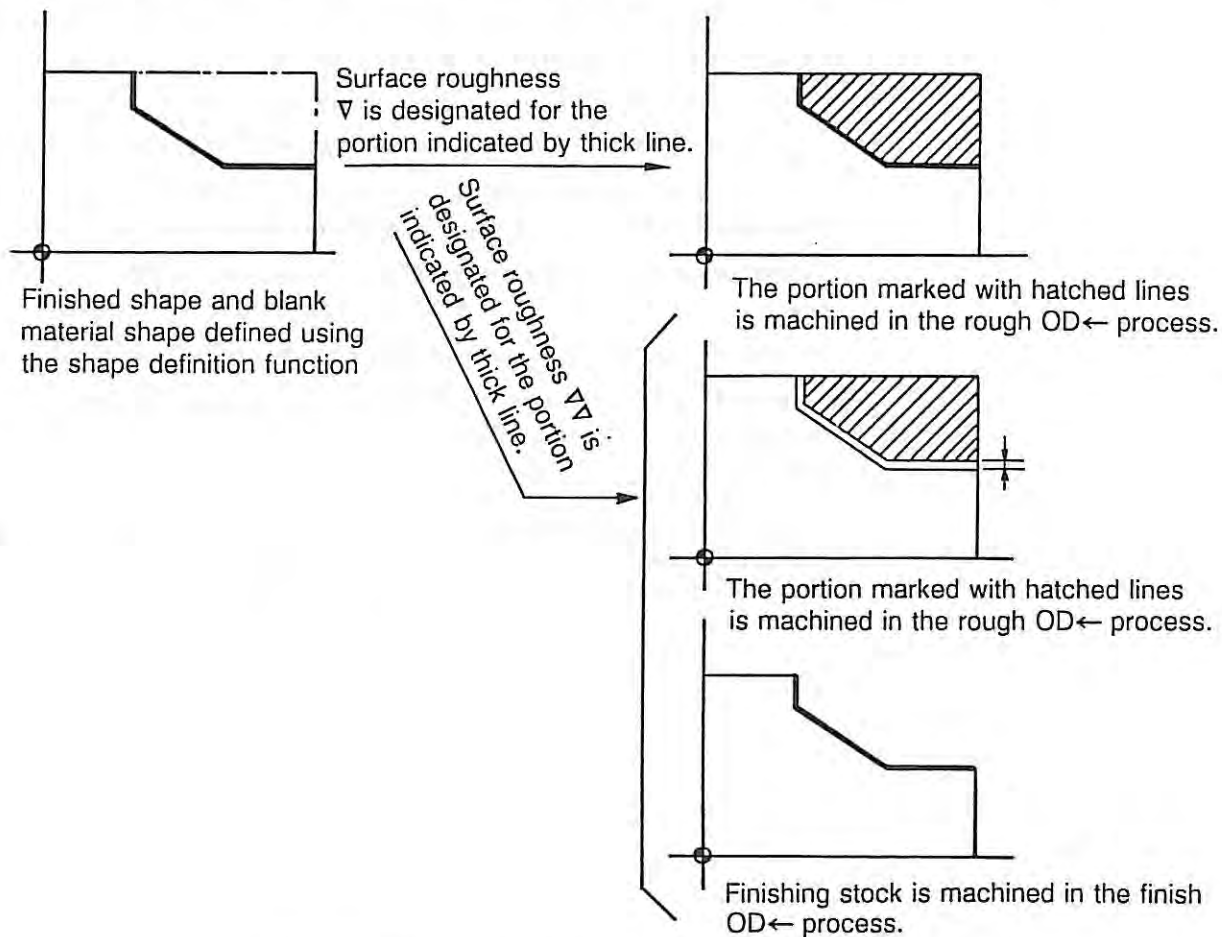 Surface roughness
∇ is designated for the
portion indicated by thick line.
Finished shape and blank
material shape defined using
the shape definition function
Surface roughness ∇∇ is
designated for the portion
indicated by thick line.
The portion marked with hatched lines
is machined in the rough OD← process.
The portion marked with hatched lines
is machined in the rough OD← process.
Finishing stock is machined in the finish
OD← process.